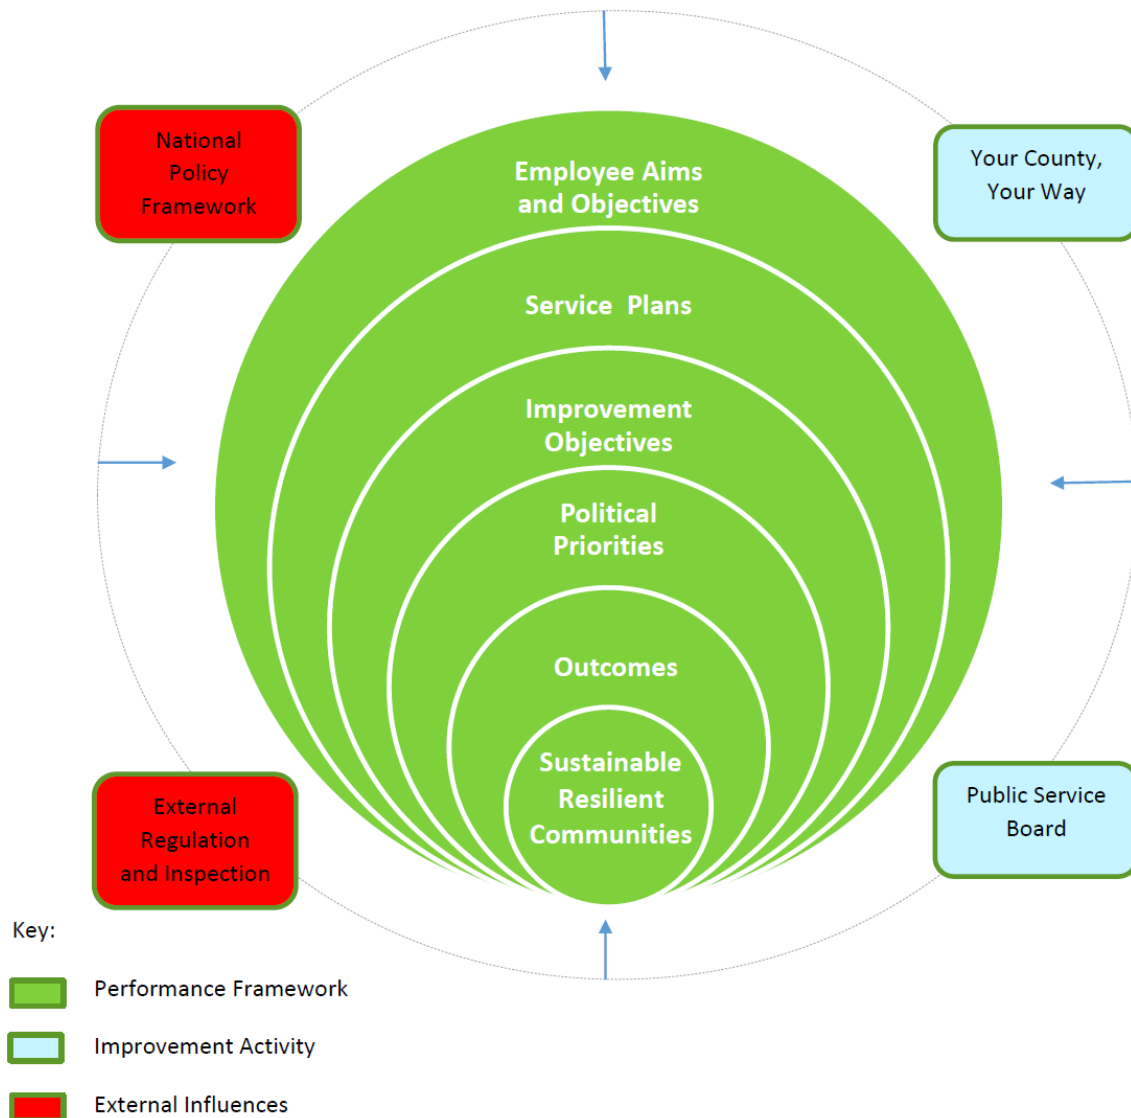 National
Policy
Framework
Your County,
Your Way
Employee Aims
and Objectives
Service Plans
Improvement
Objectives
Political
Priorities
Outcomes
Sustainable
Resilient
Communities
External
Regulation
and Inspection
Public Service
Board
Key:
Performance Framework
Improvement Activity
External Influences